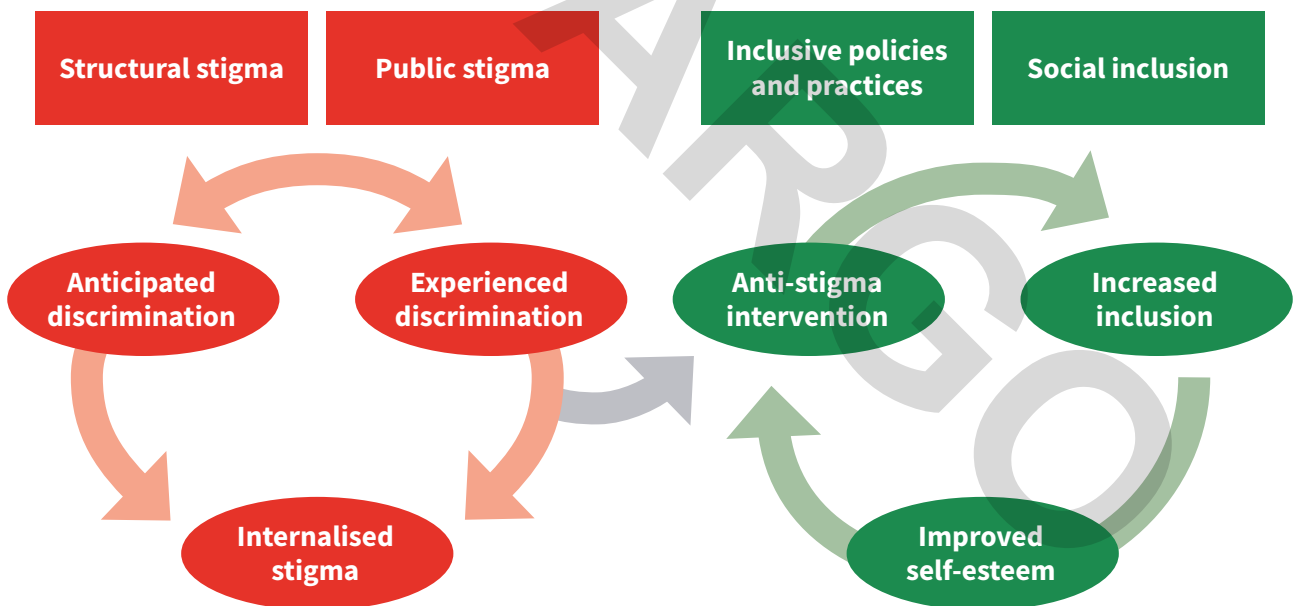 Structural stigma
Public stigma
Inclusive policies
and practices
Social inclusion
Anticipated
discrimination
Experienced
discrimination
Anti-stigma
intervention
Increased
inclusion
Internalised
stigma
Improved
self-esteem
ARGO